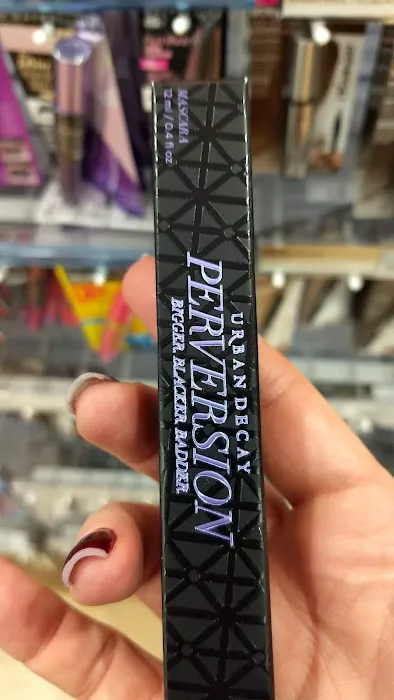 MASCARA
12 ml / 0.4 fl oz
URBAN DECAY
PERVERSION
BIGGER. BLACKER. BADDER.